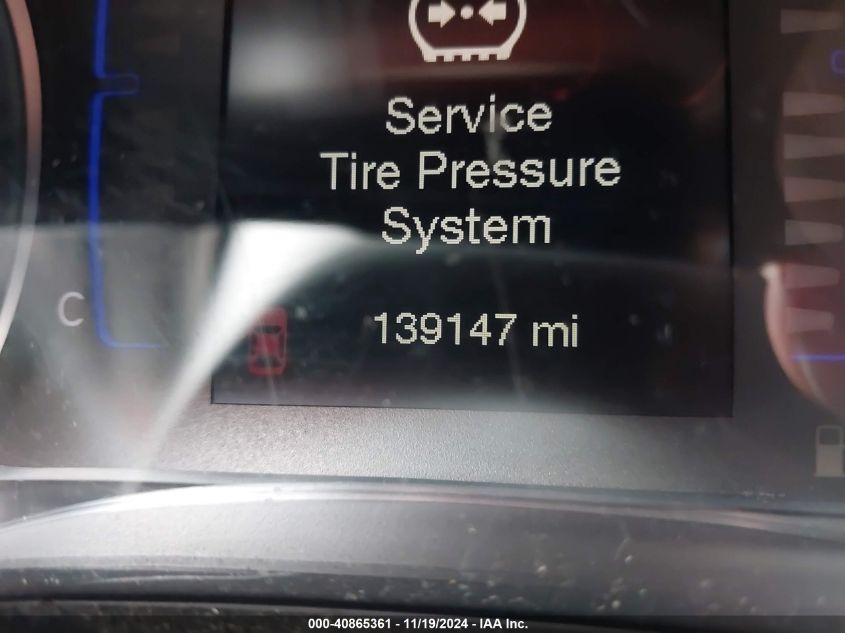 Service
Tire Pressure
System
C
139147 mi
000-40865361 - 11/19/2024 - IAA Inc.